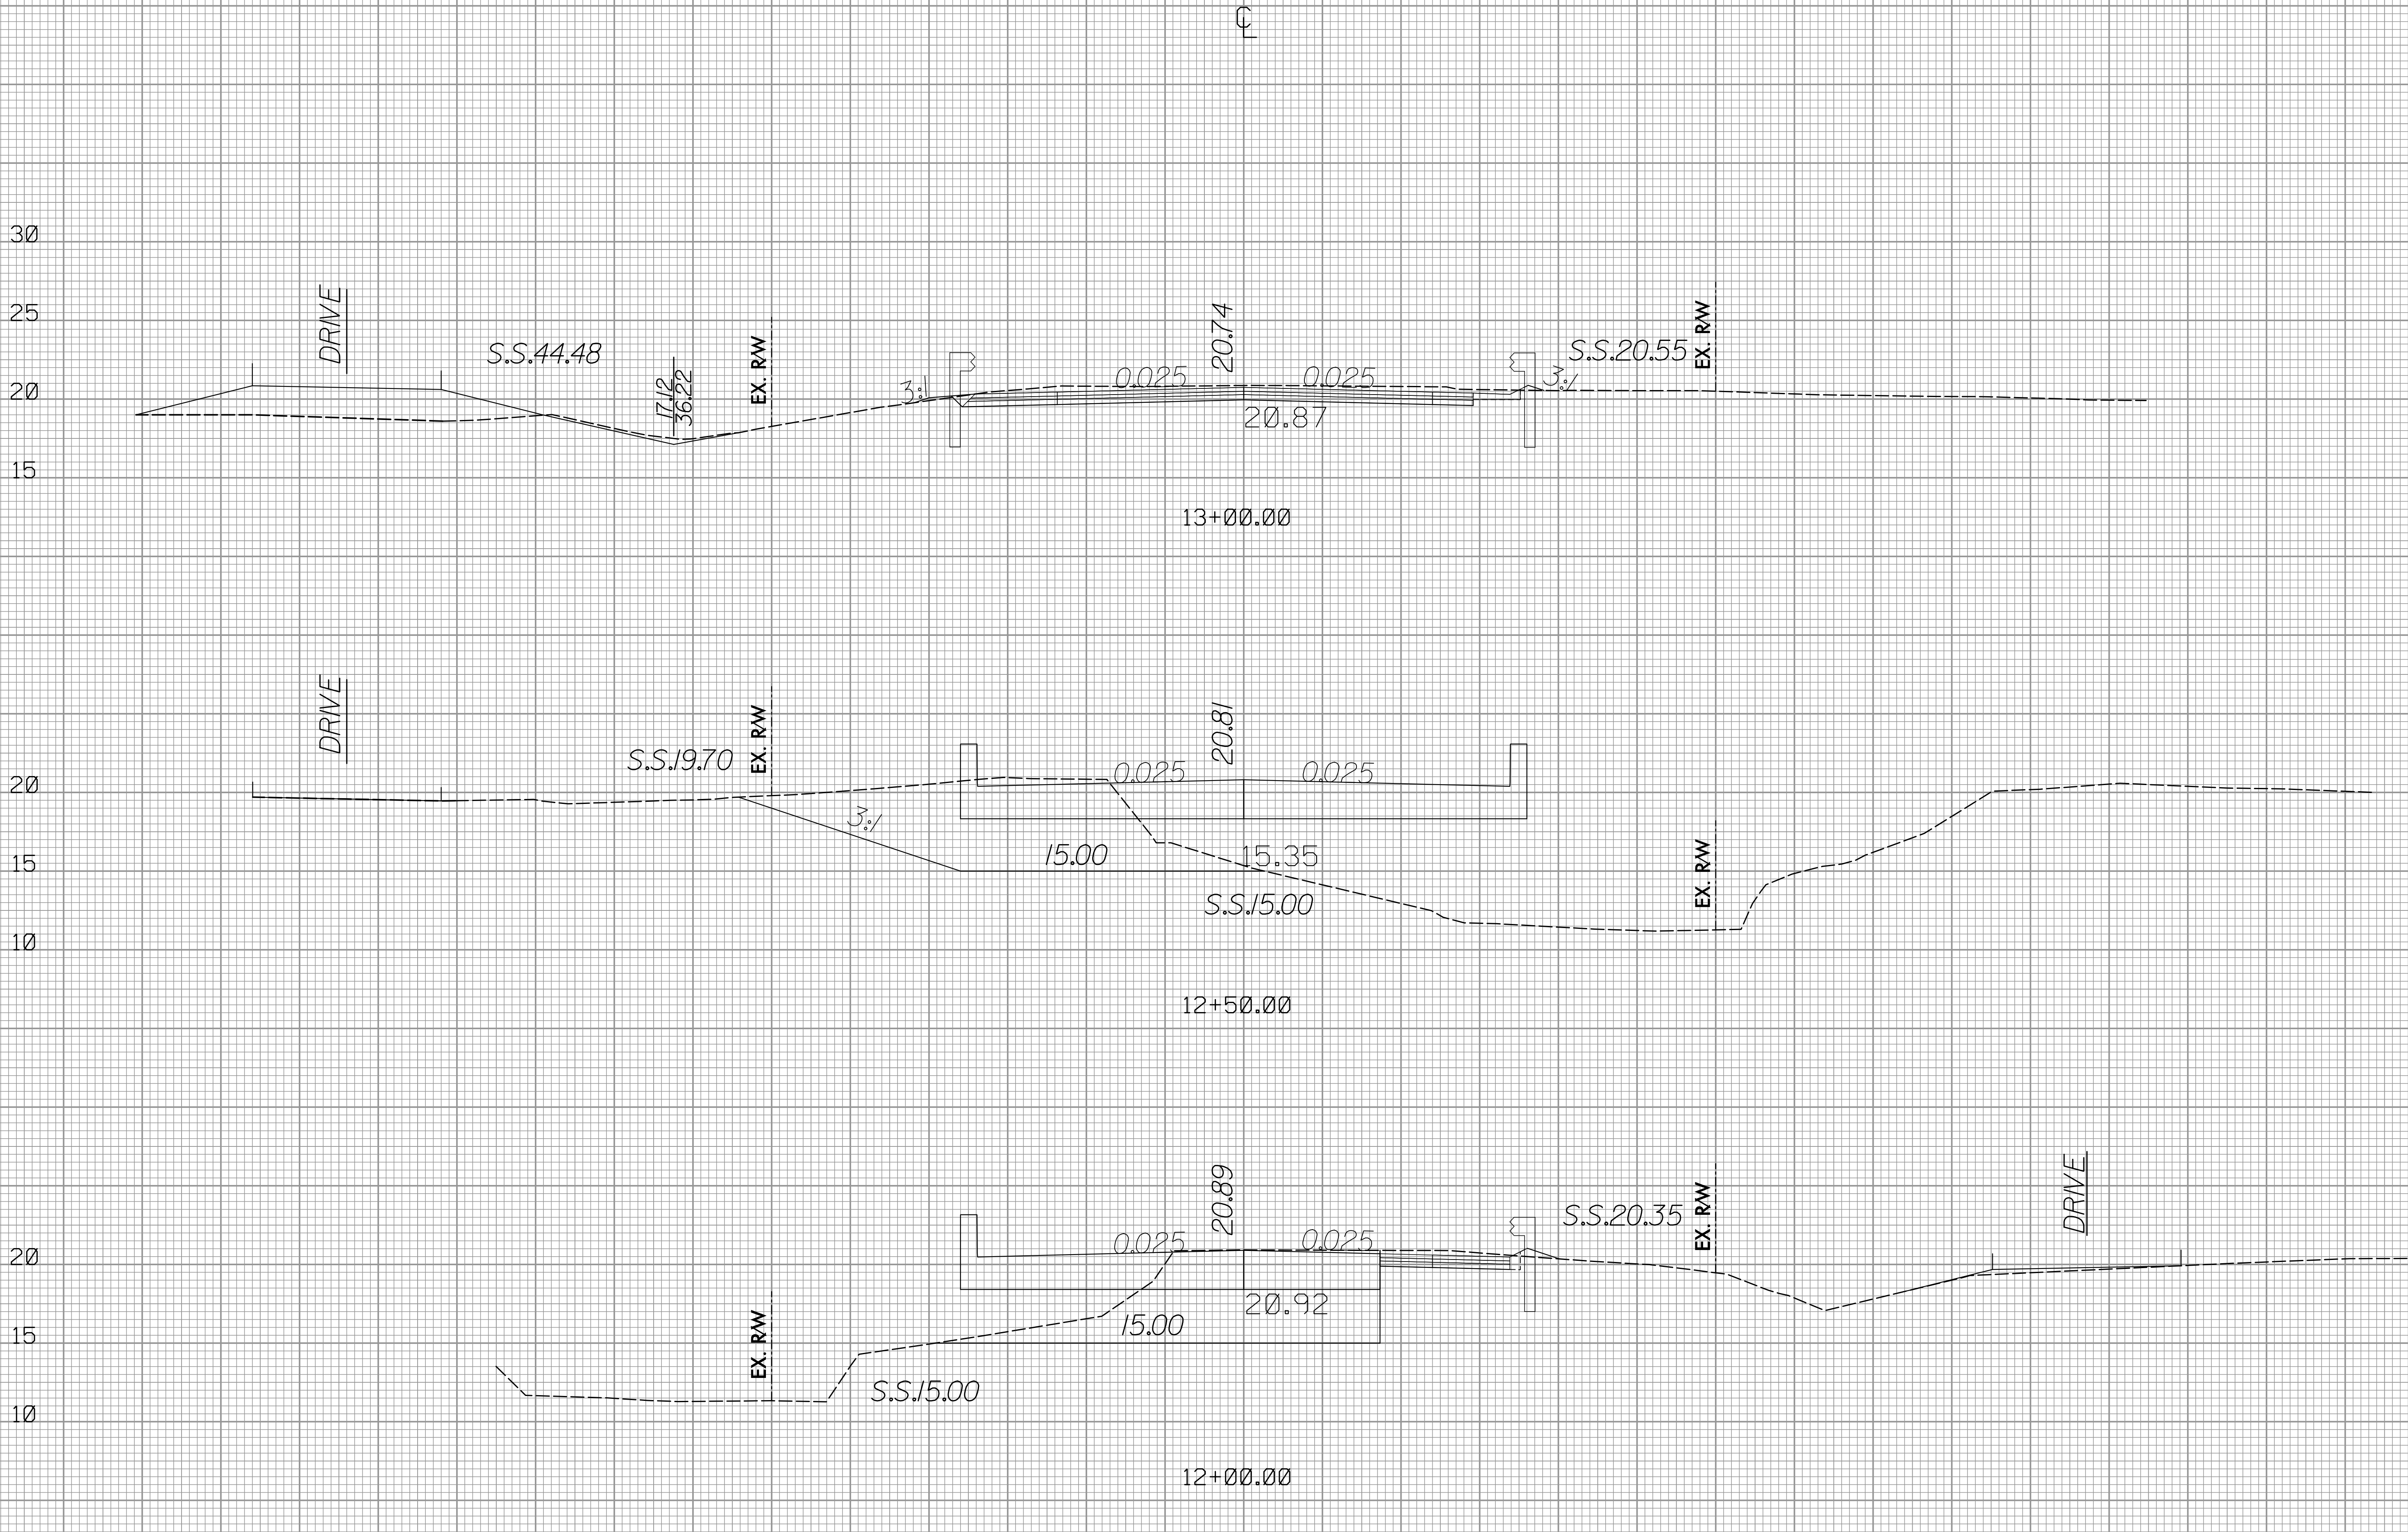 ℄
30
25
20
15
DRIVE
S.S.44.48
17.12
36.22
EX. R/W
3:1
0.025
20.74
0.025
20.87
3:1
S.S.20.55
EX. R/W
13+00.00
20
15
10
DRIVE
S.S.19.70
EX. R/W
3:1
0.025
20.81
0.025
15.00
15.35
S.S.15.00
EX. R/W
12+50.00
20
15
10
EX. R/W
S.S.15.00
0.025
20.89
0.025
20.92
15.00
S.S.20.35
EX. R/W
DRIVE
12+00.00